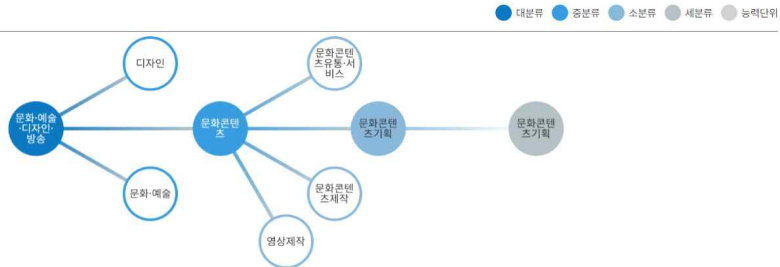 대분류
중분류
소분류
세분류
능력단위
디자인
문화콘텐
츠유통·서
비스
문화·예술
·디자인·
방송
문화콘텐
츠
문화콘텐
츠기획
문화콘텐
츠기획
문화·예술
문화콘텐
츠제작
영상제작